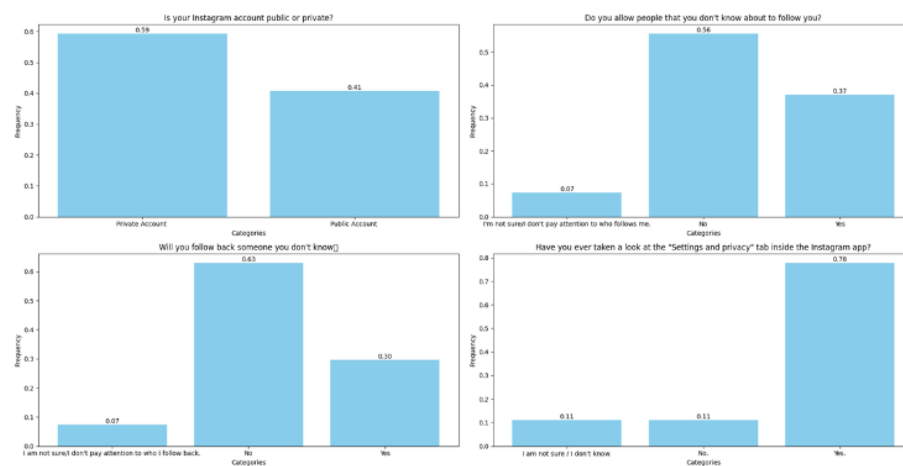 Is your Instagram account public or private?
0.6
0.5
0.4
0.3
0.2
0.1
0.0
Frequency
0.59
0.41
Private Account
Public Account
Categories
Do you allow people that you don't know about to follow you?
0.5
0.4
0.3
0.2
0.1
0.0
Frequency
0.07
0.56
0.37
I'm not sure/I don't pay attention to who follows me.
No
Yes
Categories
Will you follow back someone you don't know▯
0.6
0.5
0.4
0.3
0.2
0.1
0.0
Frequency
0.07
0.63
0.30
I am not sure/I don't pay attention to who I follow back.
No
Yes
Categories
Have you ever taken a look at the "Settings and privacy" tab inside the Instagram app?
0.8
0.7
0.6
0.5
0.4
0.3
0.2
0.1
0.0
Frequency
0.11
0.11
0.78
I am not sure / I don't know.
No.
Yes.
Categories